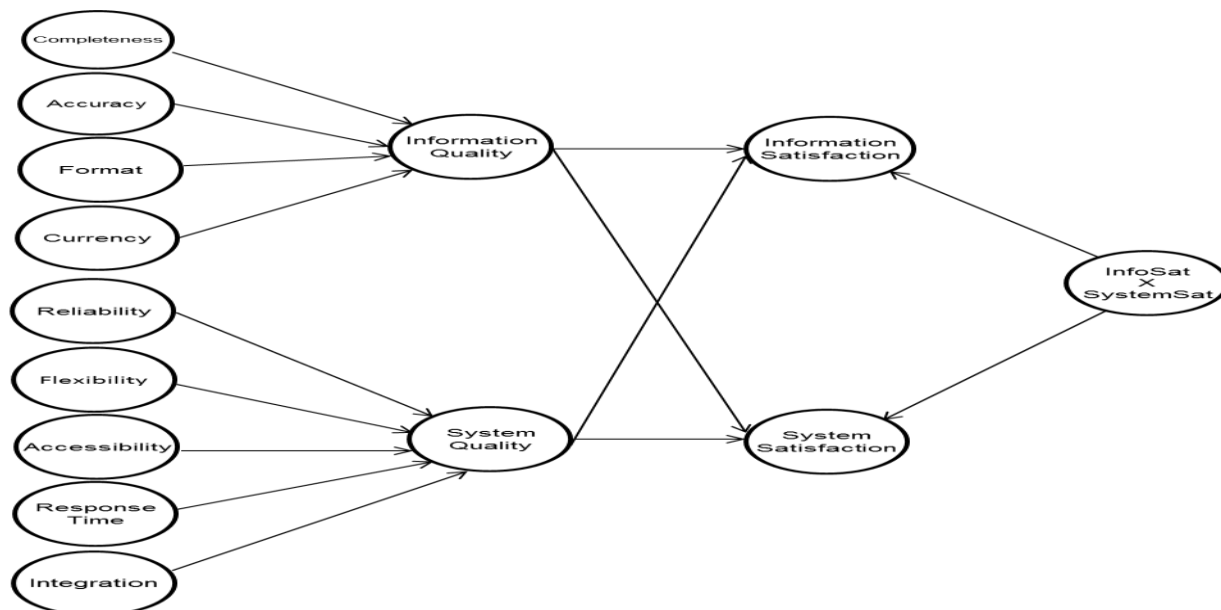 Completeness
Accuracy
Format
Currency
Reliability
Flexibility
Accessibility
Response
Time
Integration
Information
Quality
System
Quality
Information
Satisfaction
System
Satisfaction
InfoSat
X
SystemSat